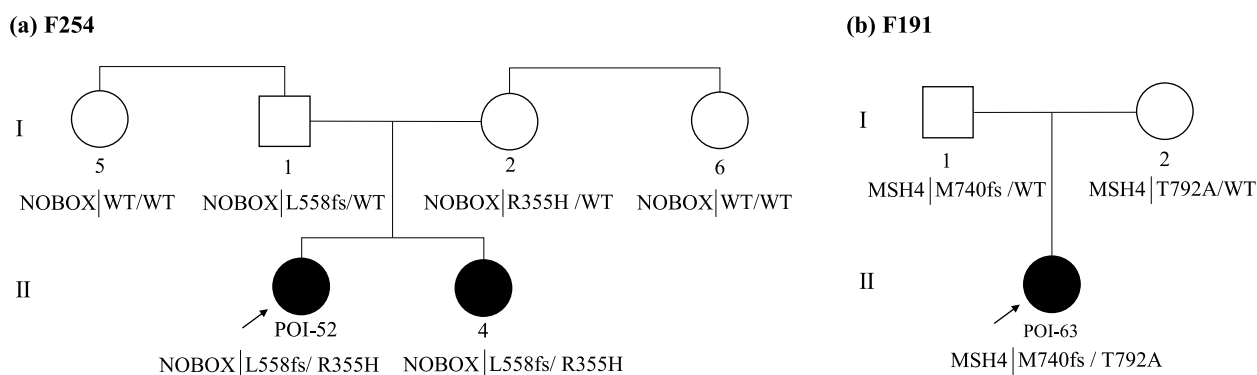 (a) F254
(b) F191
I
5
1
2
6
NOBOX|WT/WT
NOBOX|L558fs/WT
NOBOX|R355H /WT
NOBOX|WT/WT
II
POI-52
4
NOBOX|L558fs/ R355H
NOBOX|L558fs/ R355H
I
1
2
MSH4|M740fs /WT
MSH4|T792A/WT
II
POI-63
MSH4|M740fs / T792A